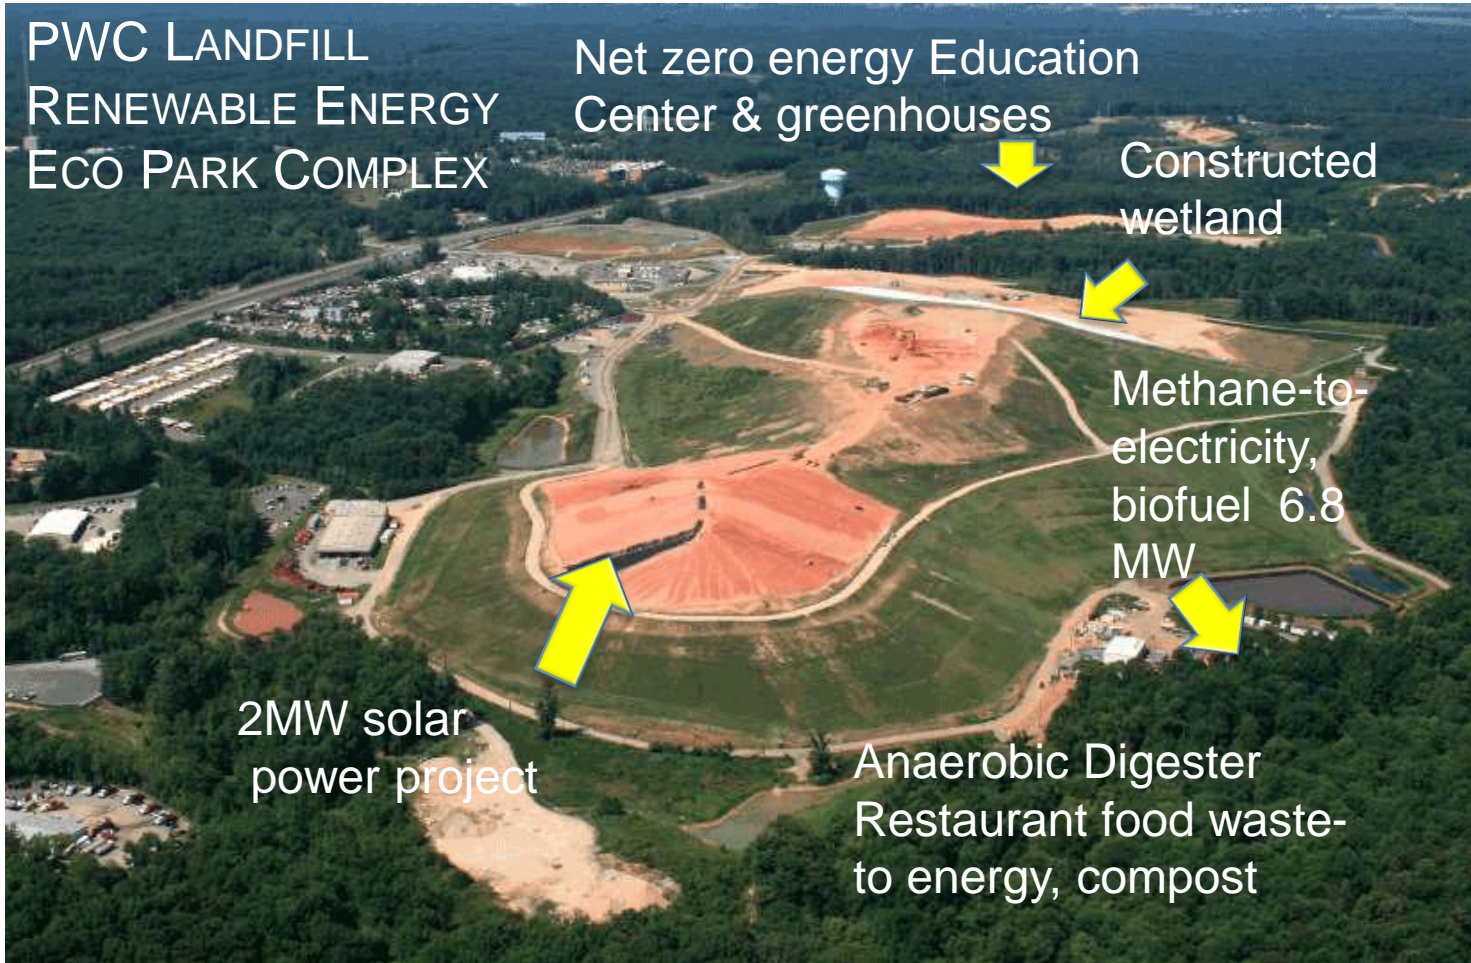 PWC LANDFILL
RENEWABLE ENERGY
ECO PARK COMPLEX
Net zero energy Education
Center & greenhouses
Constructed
wetland
Methane-to-
electricity,
biofuel 6.8
MW
2MW solar
power project
Anaerobic Digester
Restaurant food waste-
to energy, compost